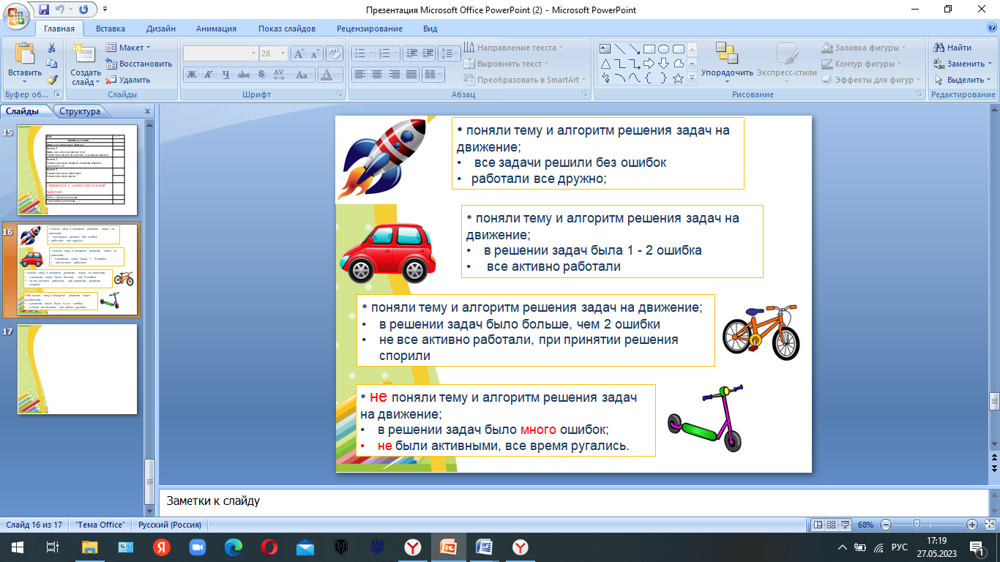 Презентация Microsoft Office PowerPoint (2) - Microsoft PowerPoint
Главная Вставка Дизайн Анимация Показ слайдов Рецензирование Вид
Вставить
Буфер об...
Создать слайд
Макет
Восстановить
Удалить
Слайды
28
Ж К Ч abc S AV Aa А
Шрифт
Абзац
Направление текста
Выровнять текст
Преобразовать в SmartArt
Упорядочить
Экспресс-стили
Заливка фигуры
Контур фигуры
Эффекты для фигур
Рисование
Найти
Заменить
Выделить
Редактирование
Слайды Структура x
15
16
17
• поняли тему и алгоритм решения задач на
движение;
• все задачи решили без ошибок
• работали все дружно;
• поняли тему и алгоритм решения задач на
движение;
• в решении задач была 1 - 2 ошибка
• все активно работали
• поняли тему и алгоритм решения задач на движение;
• в решении задач было больше, чем 2 ошибки
• не все активно работали, при принятии решения
спорили
• не поняли тему и алгоритм решения задач
на движение;
• в решении задач было много ошибок;
• не были активными, все время ругались.
Заметки к слайду
Слайд 16 из 17 "Тема Office" Русский (Россия) 68%
РУС
17:19
27.05.2023